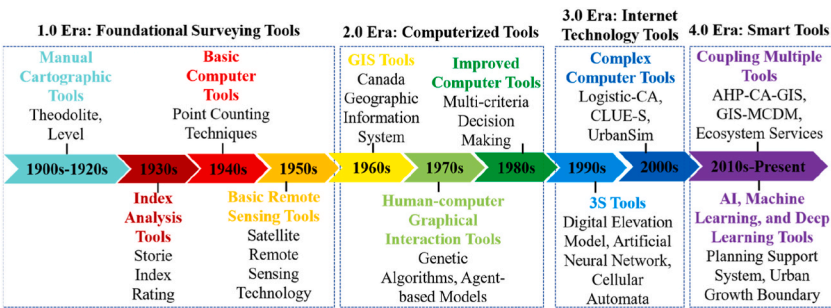 1.0 Era: Foundational Surveying Tools
2.0 Era: Computerized Tools
3.0 Era: Internet
Technology Tools
4.0 Era: Smart Tools
Manual
Cartographic
Tools
Theodolite,
Level
Basic
Computer
Tools
Point Counting
Techniques
GIS Tools
Canada
Geographic
Information
System
Improved
Computer Tools
Multi-criteria
Decision
Making
Complex
Computer Tools
Logistic-CA,
CLUE-S,
UrbanSim
Coupling Multiple
Tools
AHP-CA-GIS,
GIS-MCDM,
Ecosystem Services
1900s-1920s
1930s
1940s
1950s
1960s
1970s
1980s
1990s
2000s
2010s-Present
Index
Analysis
Tools
Storie
Index
Rating
Basic Remote
Sensing Tools
Satellite
Remote
Sensing
Technology
Human-computer
Graphical
Interaction Tools
Genetic
Algorithms, Agent-
based Models
3S Tools
Digital Elevation
Model, Artificial
Neural Network,
Cellular
Automata
AI, Machine
Learning, and Deep
Learning Tools
Planning Support
System, Urban
Growth Boundary